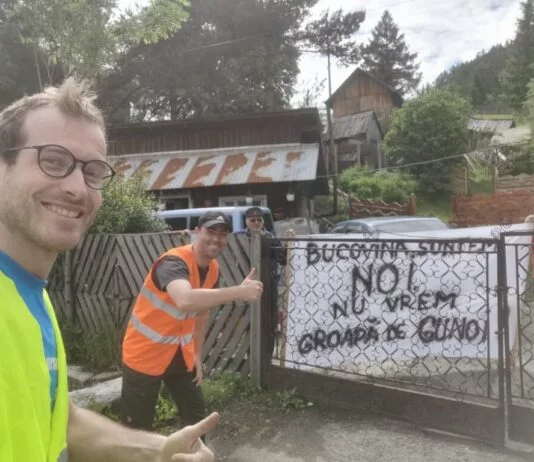 BUCOVINA SUNTEM
NOI
NU VREM
GROAPĂ DE GUNOI